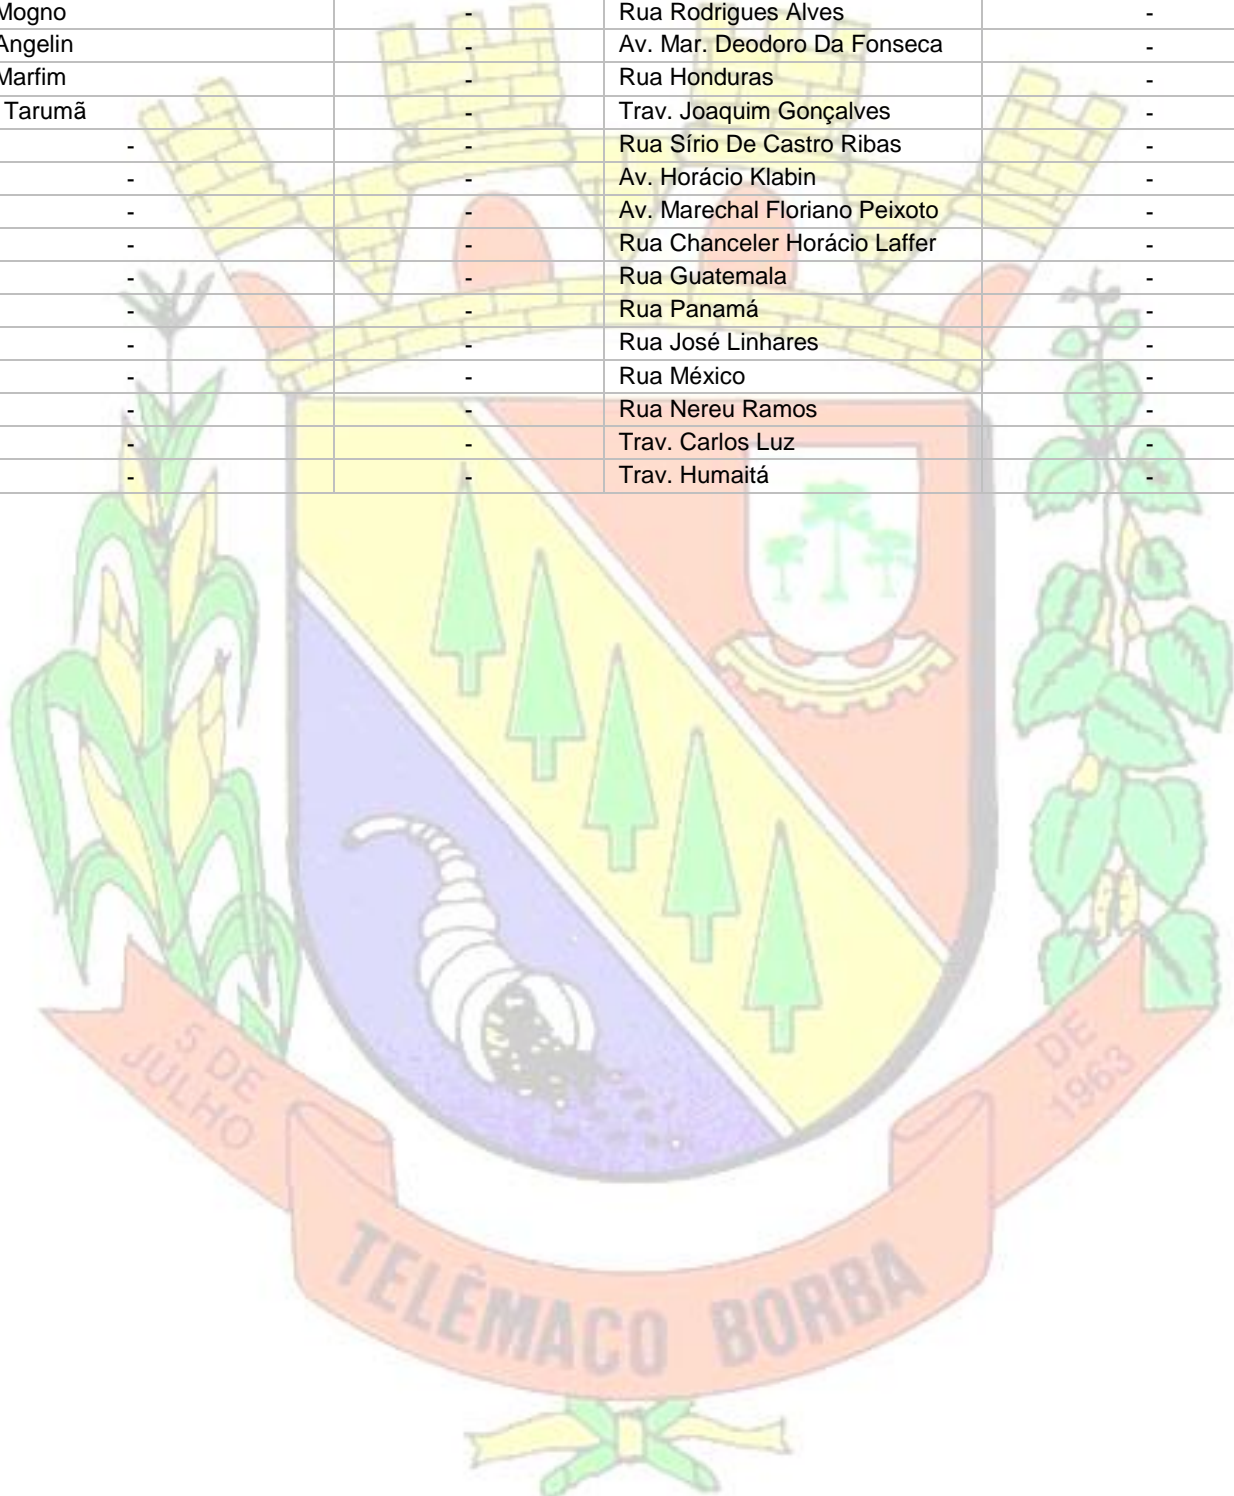 Mogno - Rua Rodrigues Alves -
Angelin - Av. Mar. Deodoro Da Fonseca -
Marfim - Rua Honduras -
Tarumã - Trav. Joaquim Gonçalves -
- - Rua Sírio De Castro Ribas -
- - Av. Horácio Klabin -
- - Av. Marechal Floriano Peixoto -
- - Rua Chanceler Horácio Laffer -
- - Rua Guatemala -
- - Rua Panamá -
- - Rua José Linhares -
- - Rua México -
- - Rua Nereu Ramos -
- - Trav. Carlos Luz -
- - Trav. Humaitá -
5 DE
JULHO
DE
1963
TELÊMACO BORBA